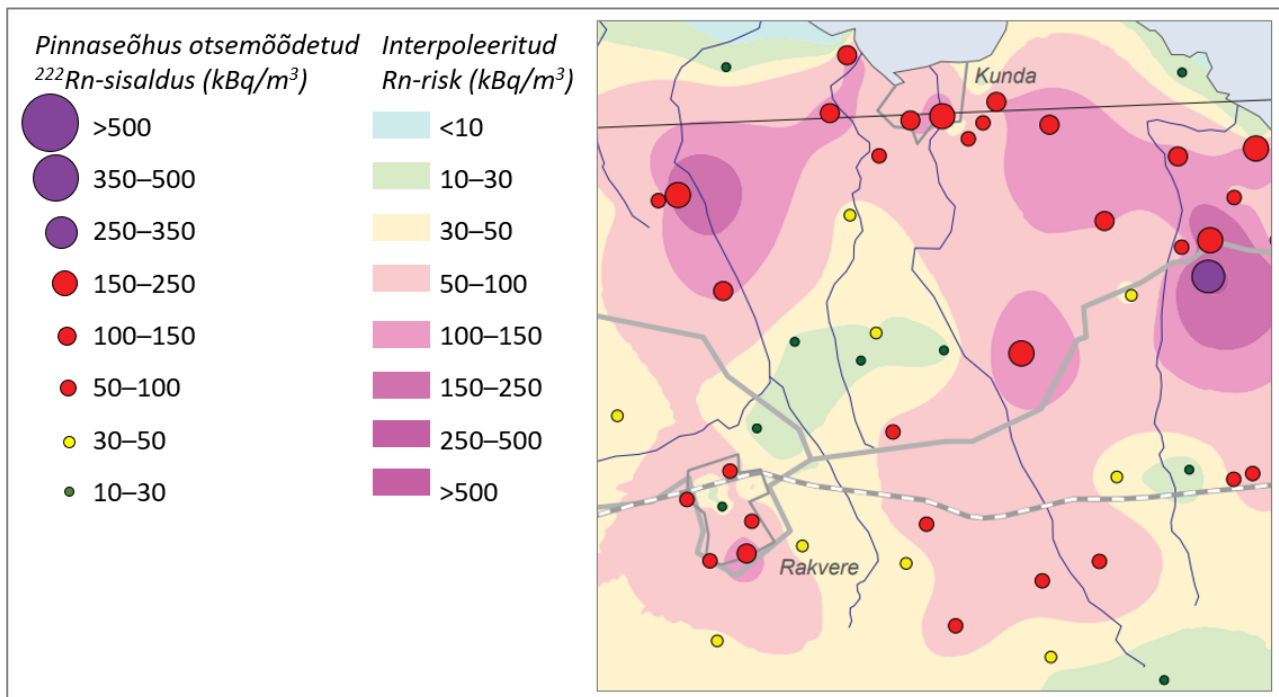 Pinnaseõhus otsemõõdetud
²²²Rn-sisaldus (kBq/m³)
>500
350–500
250–350
150–250
100–150
50–100
30–50
10–30
Interpoleeritud
Rn-risk (kBq/m³)
<10
10–30
30–50
50–100
100–150
150–250
250–500
>500
Kunda
Rakvere